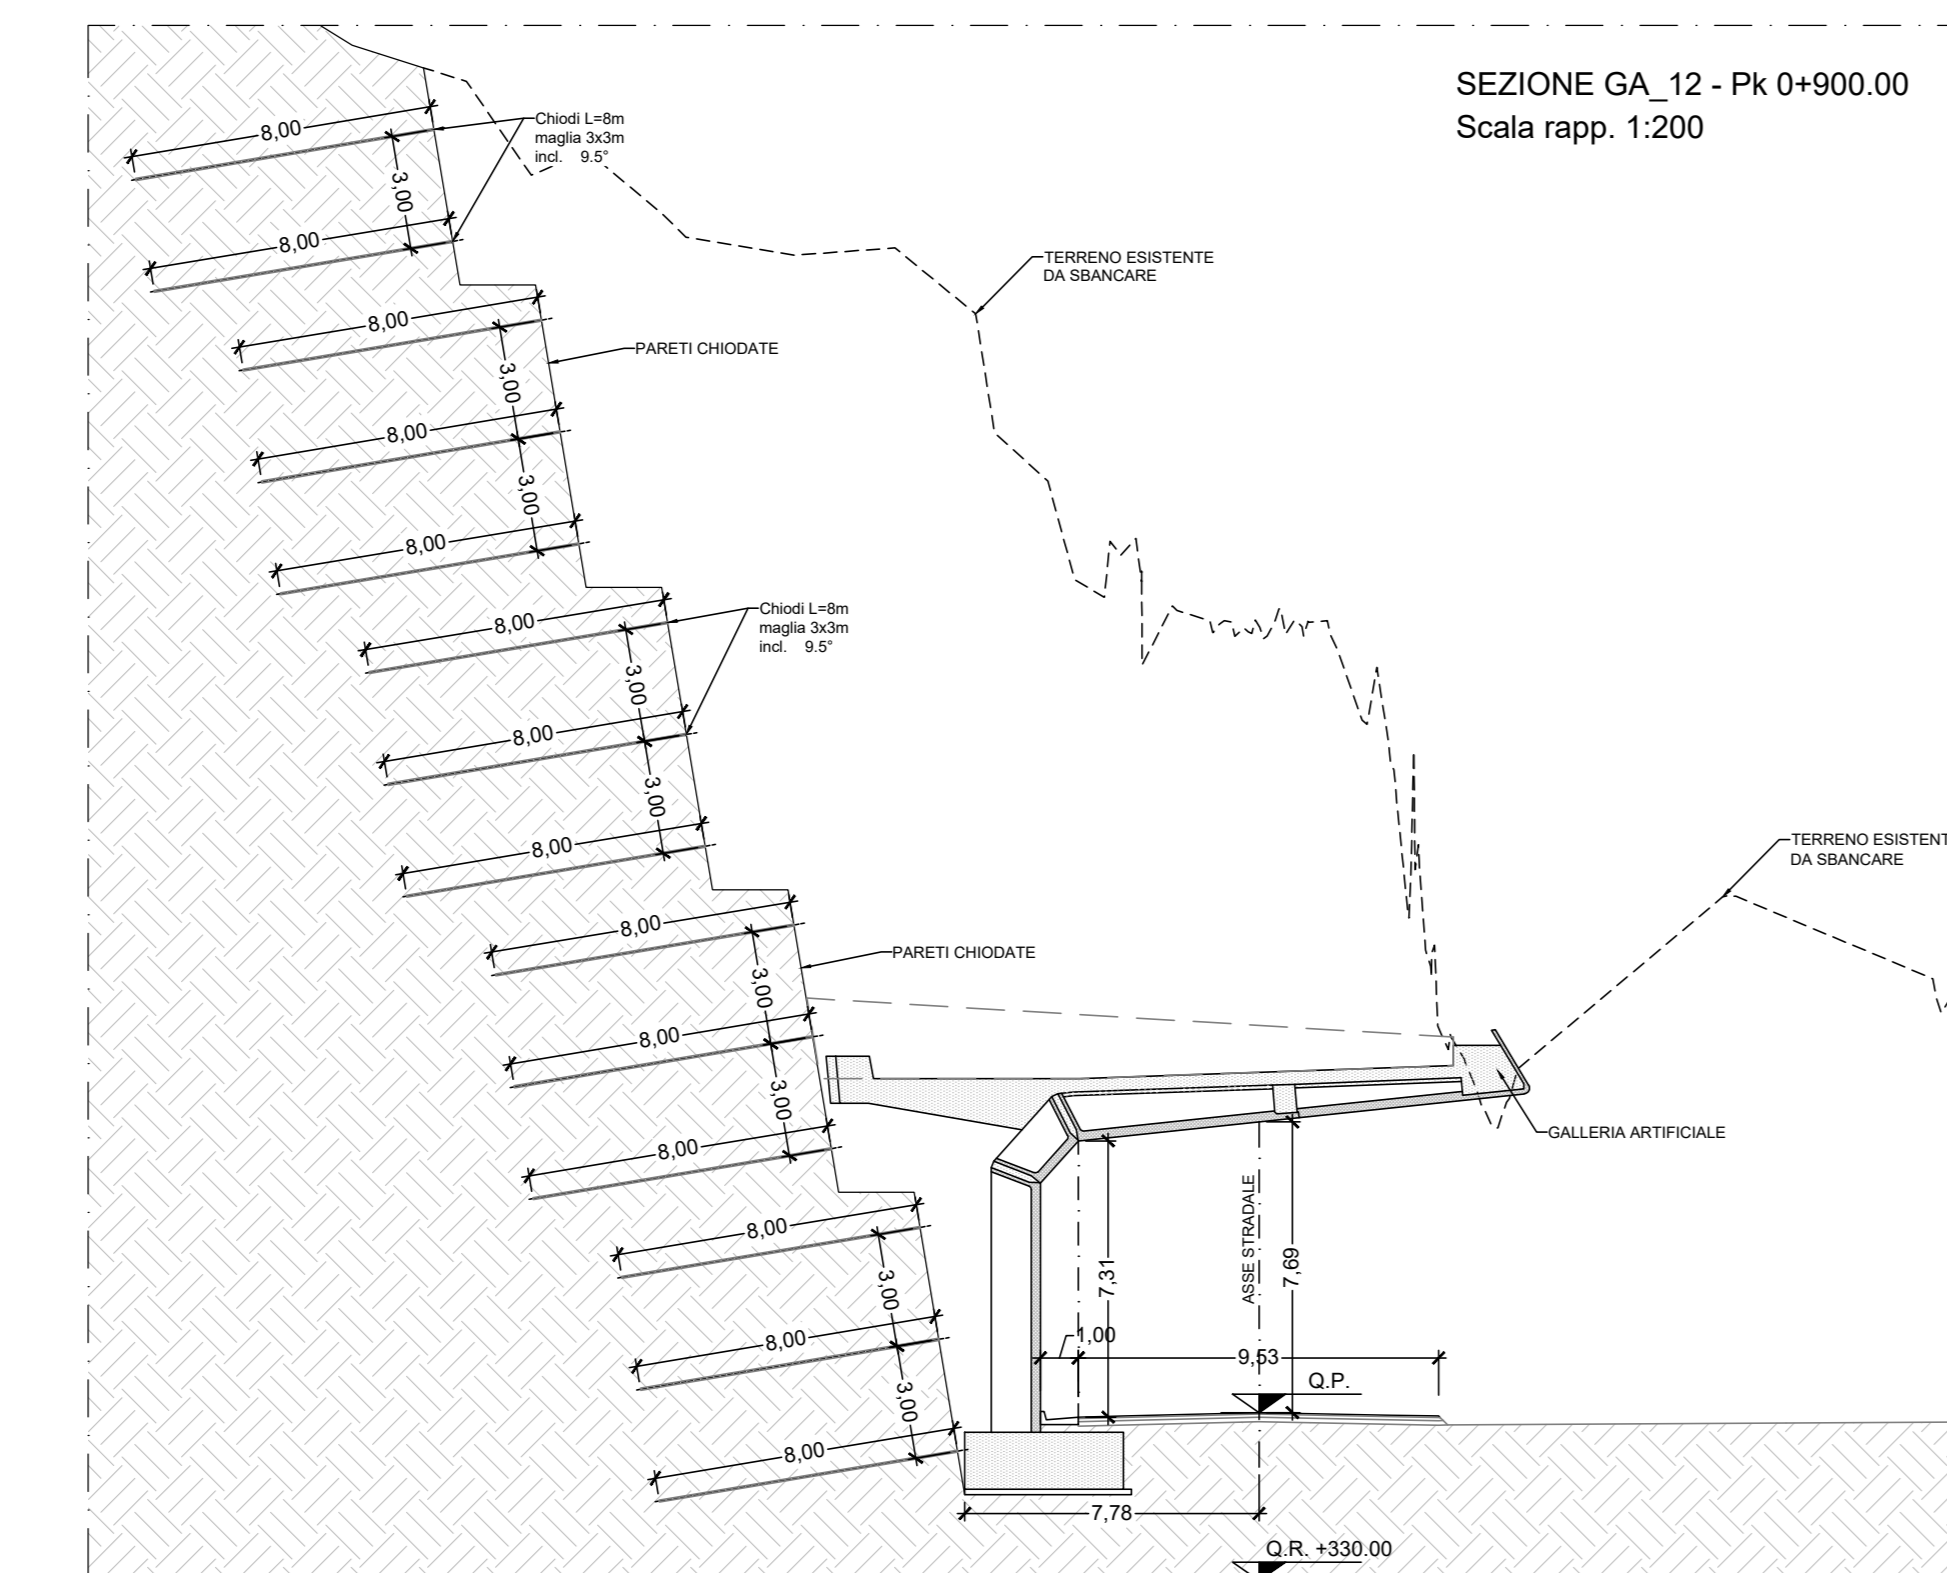 SEZIONE GA_12 - Pk 0+900.00
Scala rapp. 1:200
8,00
Chiodi L=8m
maglia 3x3m
incl. 9.5°
3,00
8,00
TERRENO ESISTENTE
DA SBANCARE
8,00
PARETI CHIODATE
3,00
8,00
3,00
8,00
8,00
Chiodi L=8m
maglia 3x3m
incl. 9.5°
3,00
8,00
3,00
8,00
TERRENO ESISTENT
DA SBANCARE
8,00
PARETI CHIODATE
3,00
8,00
3,00
8,00
GALLERIA ARTIFICIALE
8,00
ASSE STRADALE
7,31
7,69
3,00
8,00
1,00
9,53
Q.P.
3,00
8,00
7,78
Q.R. +330.00